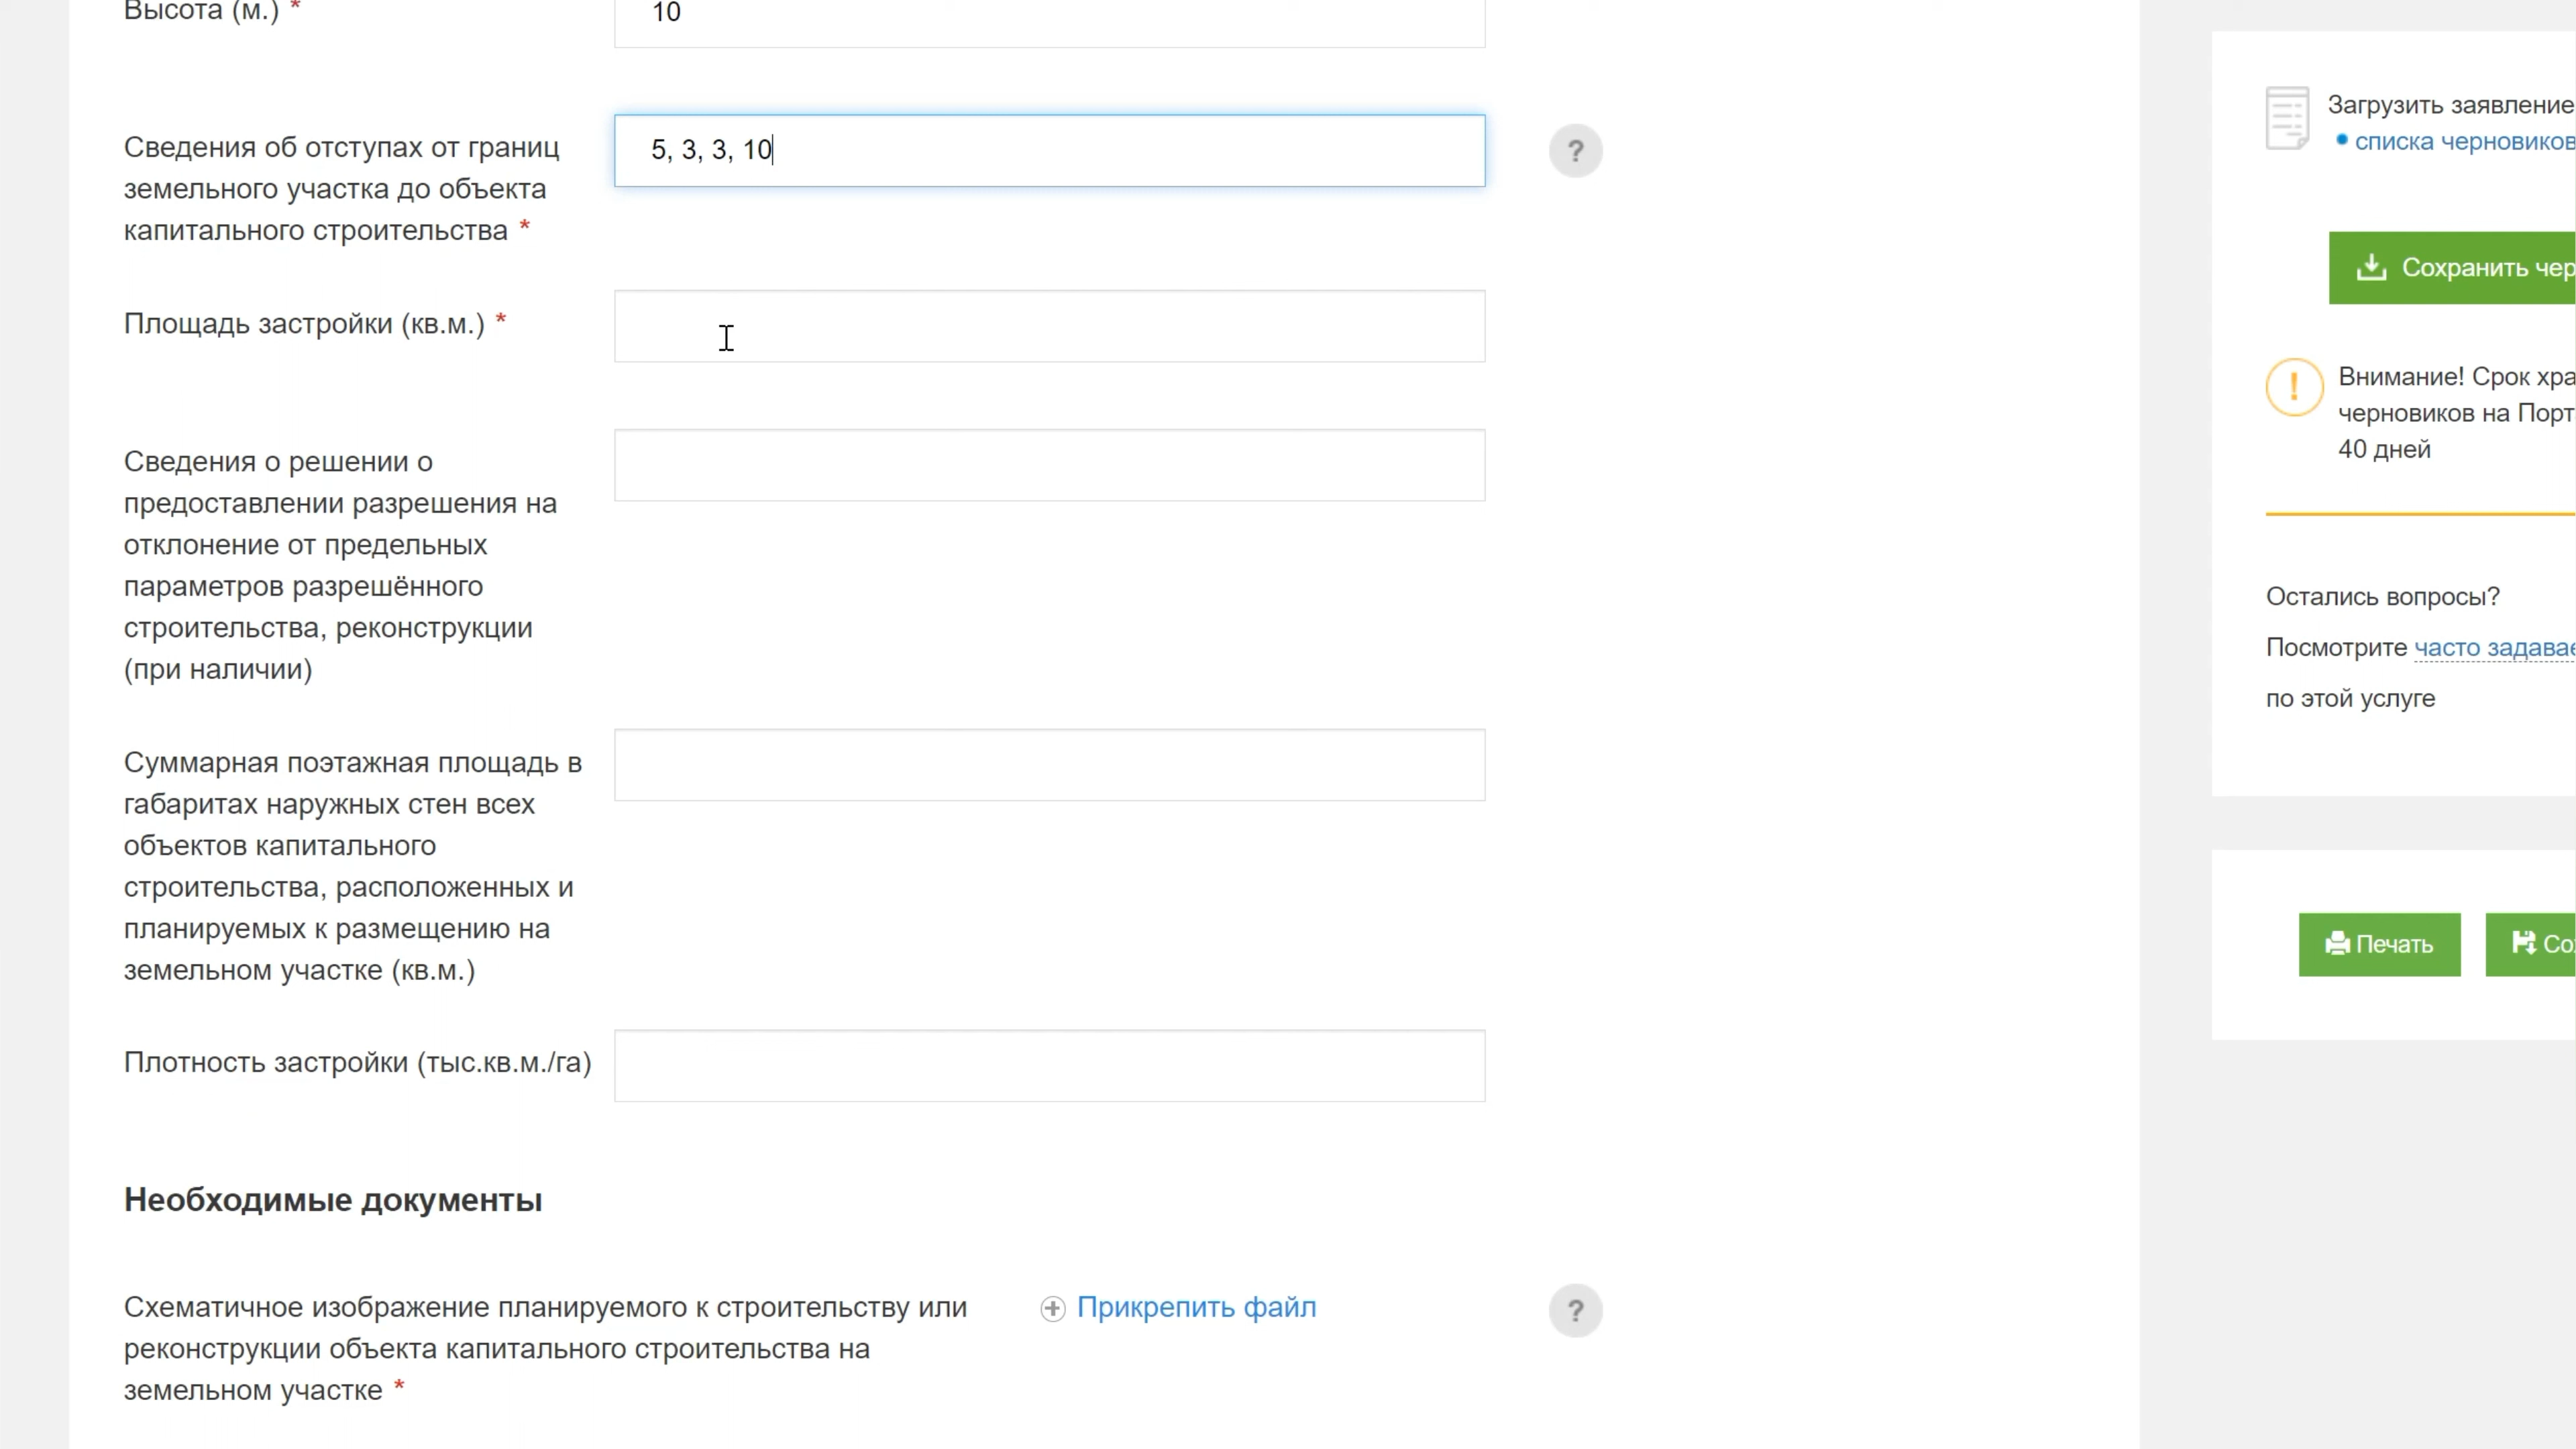 Высота (м.) *
10
Сведения об отступах от границ
земельного участка до объекта
капитального строительства *
5, 3, 3, 10
?
Площадь застройки (кв.м.) *
Сведения о решении о
предоставлении разрешения на
отклонение от предельных
параметров разрешённого
строительства, реконструкции
(при наличии)
Суммарная поэтажная площадь в
габаритах наружных стен всех
объектов капитального
строительства, расположенных и
планируемых к размещению на
земельном участке (кв.м.)
Плотность застройки (тыс.кв.м./га)
Необходимые документы
Схематичное изображение планируемого к строительству или
реконструкции объекта капитального строительства на
земельном участке *
Прикрепить файл
?
Загрузить заявление
списка черновиков
Сохранить чер
Внимание! Срок хра
черновиков на Порт
40 дней
Остались вопросы?
Посмотрите часто задавае
по этой услуге
Печать
Со